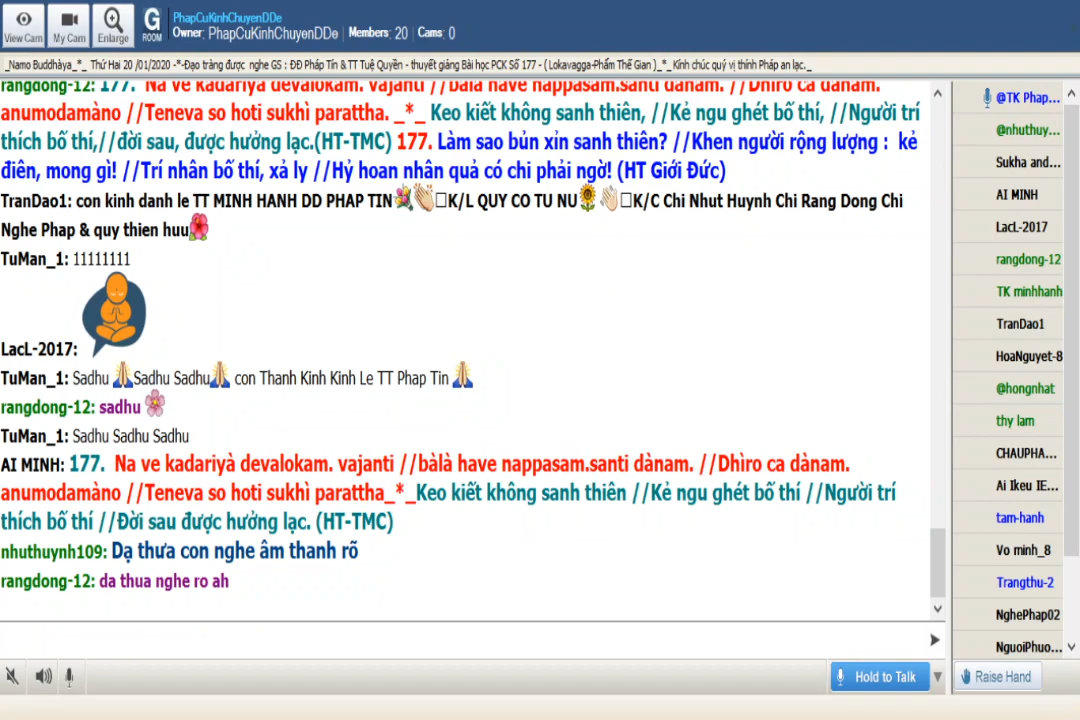 PhapCuKinhChuyenDDe
Owner: PhapCuKinhChuyenDDe Members: 20 Cams: 0
View Cam My Cam Enlarge G ROOM
_Namo Buddhàya_*_ Thứ Hai 20 /01/2020 -*-Đạo tràng được nghe GS : ĐĐ Pháp Tín & TT Tuệ Quyền - thuyết giảng Bài học PCK Số 177 - ( Lokavagga-Phẩm Thế Gian )_*_ Kính chúc quý vị thính Pháp an lạc._
rangdong-12: 177. Na ve kadariyà devalokam. vajanti //bàlà have nappasam.santi dànam. //Dhìro ca dànam.
anumodamàno //Teneva so hoti sukhì parattha. _*_ Keo kiết không sanh thiên, //Kẻ ngu ghét bố thí, //Người trí
thích bố thí,//đời sau, được hưởng lạc.(HT-TMC) 177. Làm sao bủn xỉn sanh thiên? //Khen người rộng lượng : kẻ
điên, mong gì! //Trí nhân bố thí, xả ly //Hỷ hoan nhân quả có chi phải ngờ! (HT Giới Đức)
TranDao1: con kinh danh le TT MINH HANH DD PHAP TIN💐👏□K/L QUY CO TU NU🌻👏□K/C Chi Nhut Huynh Chi Rang Dong Chi
Nghe Phap & quy thien huu🌺
TuMan_1: 11111111
LacL-2017:
TuMan_1: Sadhu 🙏Sadhu Sadhu🙏 con Thanh Kinh Kinh Le TT Phap Tin 🙏
rangdong-12: sadhu 🌸
TuMan_1: Sadhu Sadhu Sadhu
AI MINH: 177. Na ve kadariyà devalokam. vajanti //bàlà have nappasam.santi dànam. //Dhìro ca dànam.
anumodamàno //Teneva so hoti sukhì parattha_*_Keo kiết không sanh thiên //Kẻ ngu ghét bố thí //Người trí
thích bố thí //Đời sau được hưởng lạc. (HT-TMC)
nhuthuynh109: Dạ thưa con nghe âm thanh rõ
rangdong-12: da thua nghe ro ah
@TK Phap...
@nhuthuy...
Sukha and...
AI MINH
LacL-2017
rangdong-12
TK minhhanh
TranDao1
HoaNguyet-8
@hongnhat
thy lam
CHAUPHA...
Ai Ikeu IE...
tam-hanh
Vo minh_8
Trangthu-2
NghePhap02
NguoiPhuo...
Hold to Talk
Raise Hand